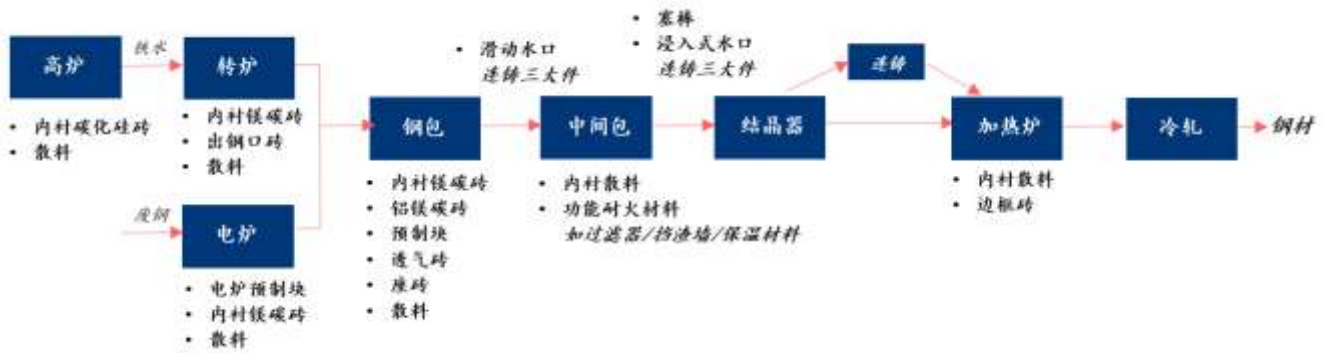 • 塞棒
• 滑动水口
• 浸入式水口
连铸三大件
连铸三大件
铁水
高炉
转炉
连铸
• 内衬碳化硅砖
• 散料
• 内衬镁碳砖
• 出钢口砖
• 散料
钢包
中间包
结晶器
加热炉
冷轧
钢材
废钢
电炉
• 电炉预制块
• 内衬镁碳砖
• 散料
• 内衬镁碳砖
• 铝镁碳砖
• 预制块
• 透气砖
• 座砖
• 散料
• 内衬散料
• 功能耐火材料
如过滤器/挡渣墙/保温材料
• 内衬散料
• 边框砖